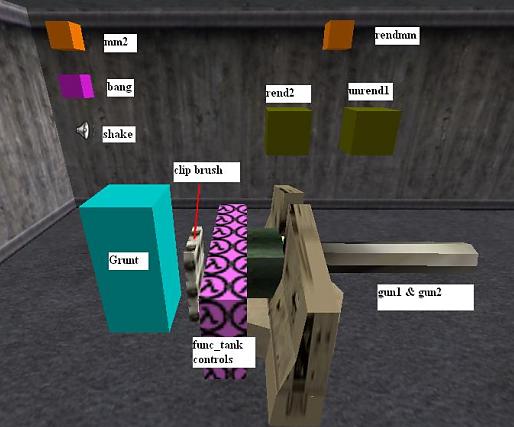 mm2
rendmm
bang
rend2
unrend1
shake
clip brush
Grunt
gun1 & gun2
func_tank
controls